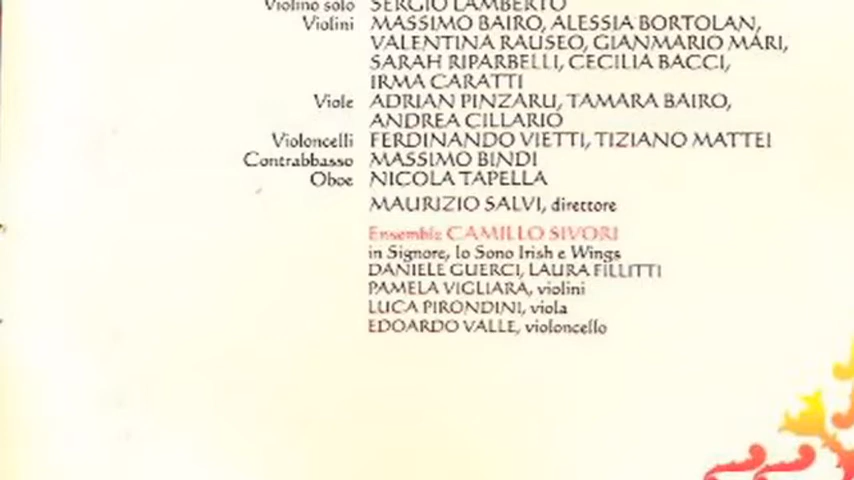 Violino solo SERGIO LAMBERTO
Violini MASSIMO BAIRO, ALESSIA BORTOLAN,
VALENTINA RAUSEO, GIANMARIO MARI,
SARAH RIPARBELLI, CECILIA BACCI,
IRMA CARATTI
Viole ADRIAN PINZARU, TAMARA BAIRO,
ANDREA CILLARIO
Violoncelli FERDINANDO VIETTI, TIZIANO MATTEI
Contrabbasso MASSIMO BINDI
Oboe NICOLA TAPELLA
MAURIZIO SALVI, direttore
Ensemble CAMILLO SIVORI
in Signore, Io Sono Irish e Wings
DANIELE GUERCI, LAURA FILLITTI
PAMELA VIGLIARA, violini
LUCA PIRONDINI, viola
EDOARDO VALLE, violoncello